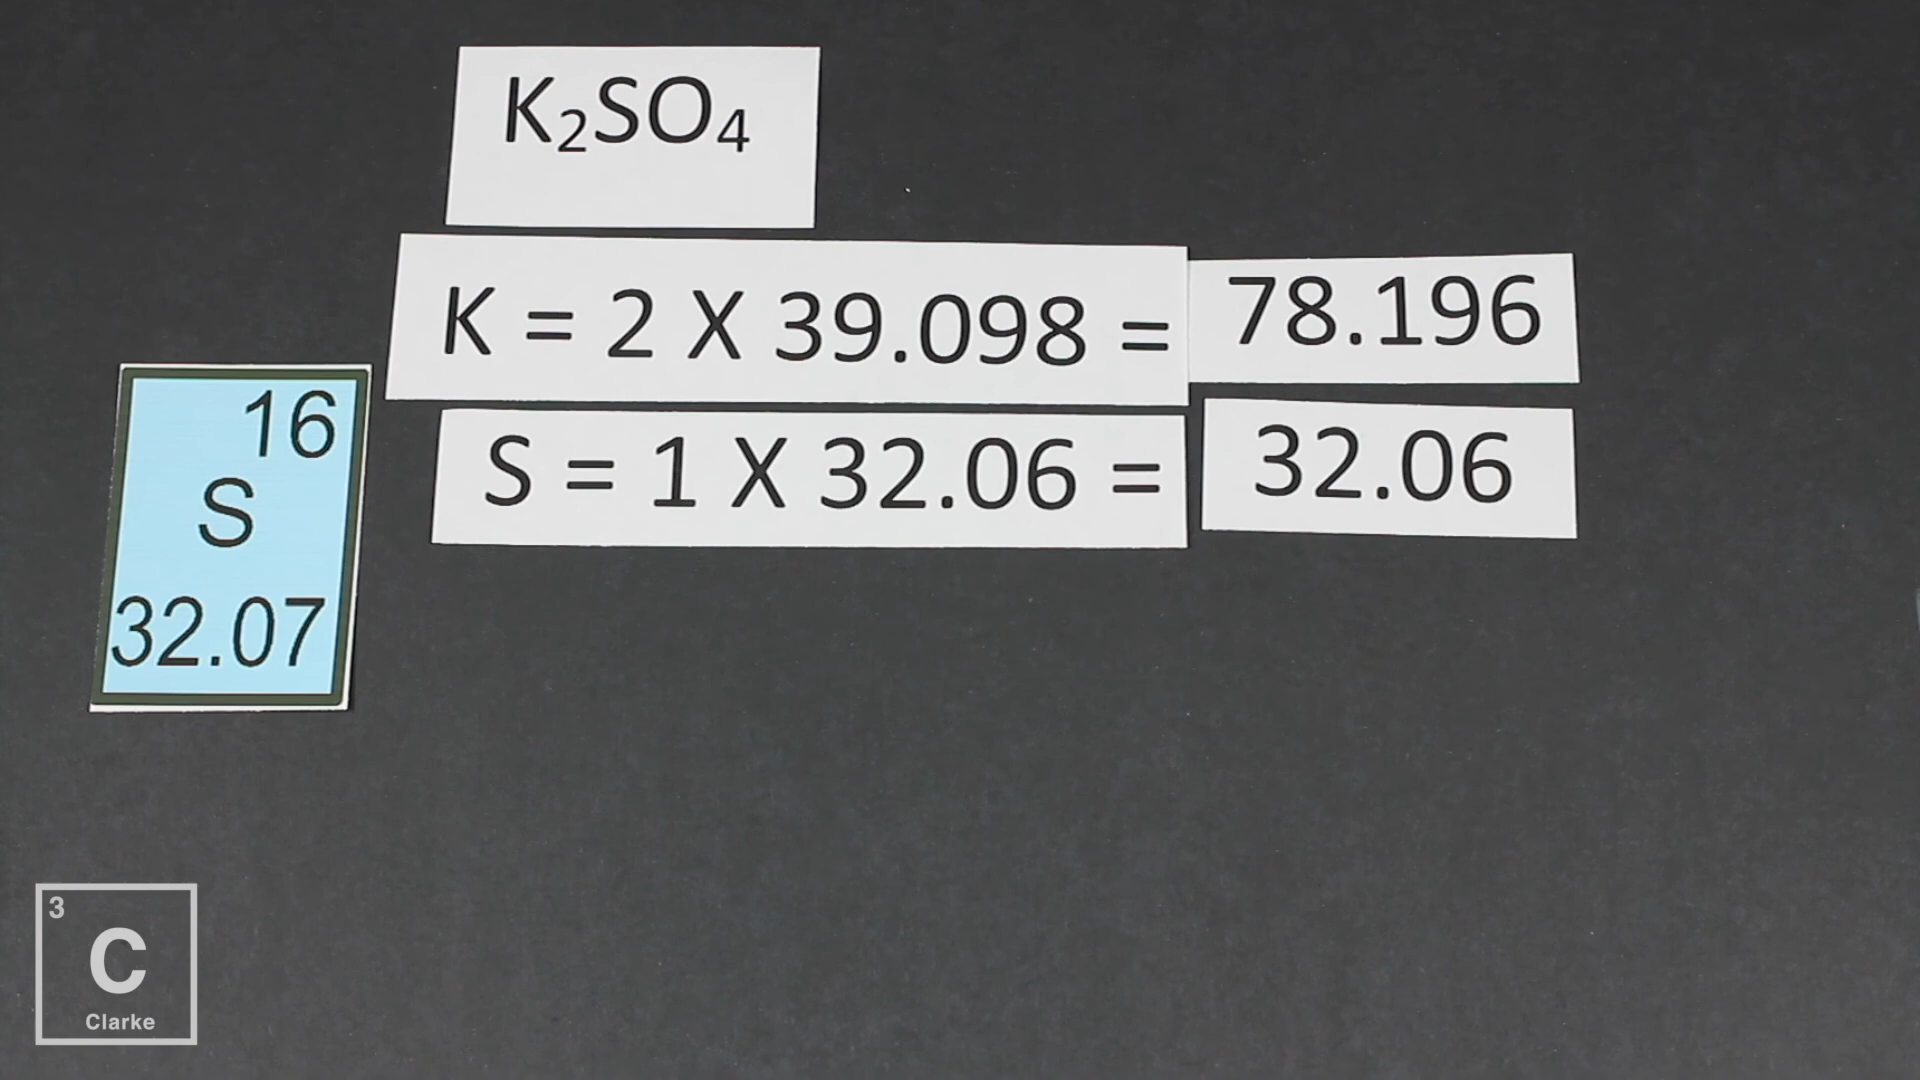 K₂SO₄
K = 2 X 39.098 = 78.196
S = 1 X 32.06 = 32.06
16
S
32.07
3
C
Clarke